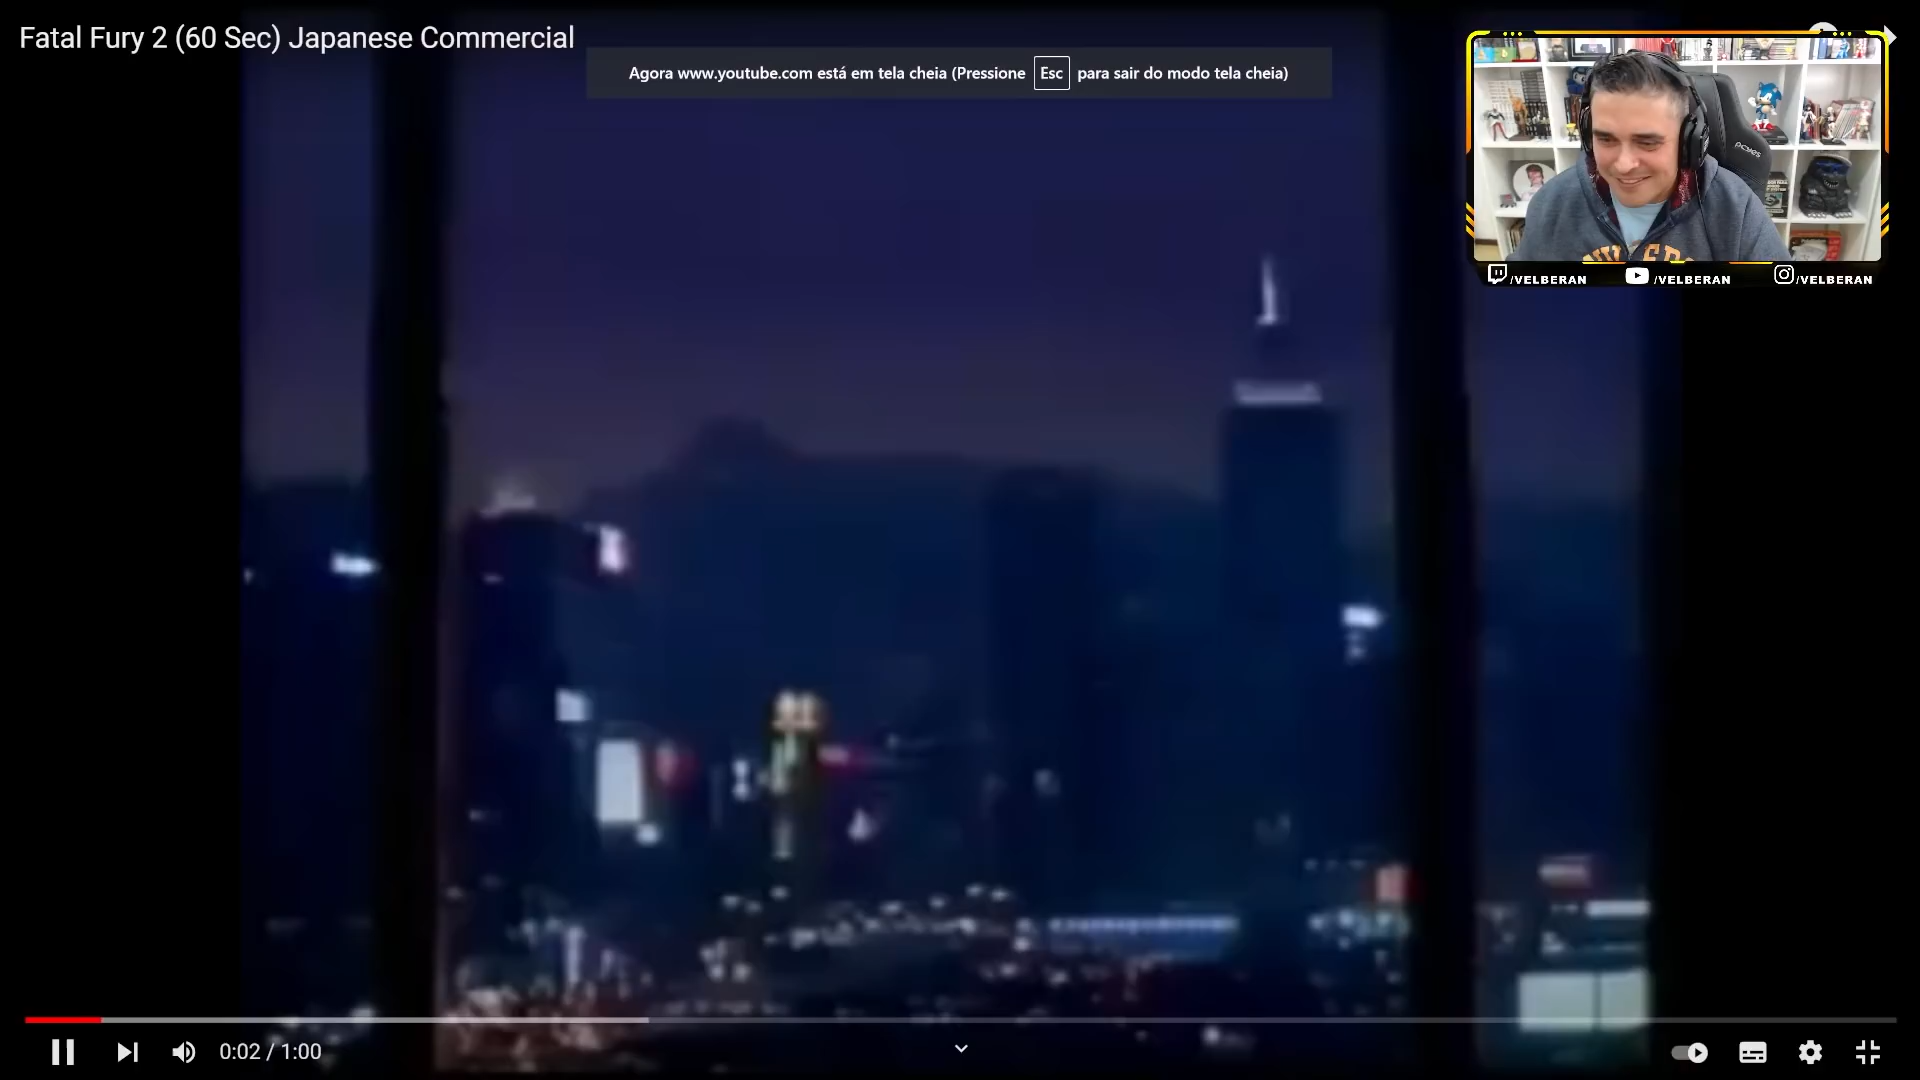 Fatal Fury 2 (60 Sec) Japanese Commercial
Agora www.youtube.com está em tela cheia (Pressione Esc para sair do modo tela cheia)
/VELBERAN /VELBERAN /VELBERAN
0:02 / 1:00